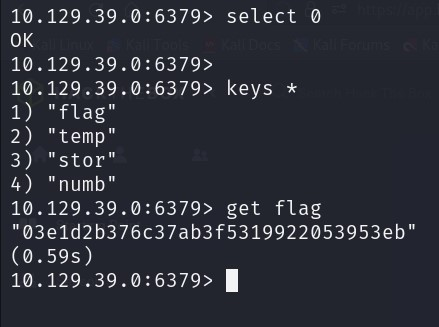 10.129.39.0:6379> select 0
OK
10.129.39.0:6379>
10.129.39.0:6379> keys *
1) "flag"
2) "temp"
3) "stor"
4) "numb"
10.129.39.0:6379> get flag
"03e1d2b376c37ab3f5319922053953eb"
(0.59s)
10.129.39.0:6379>